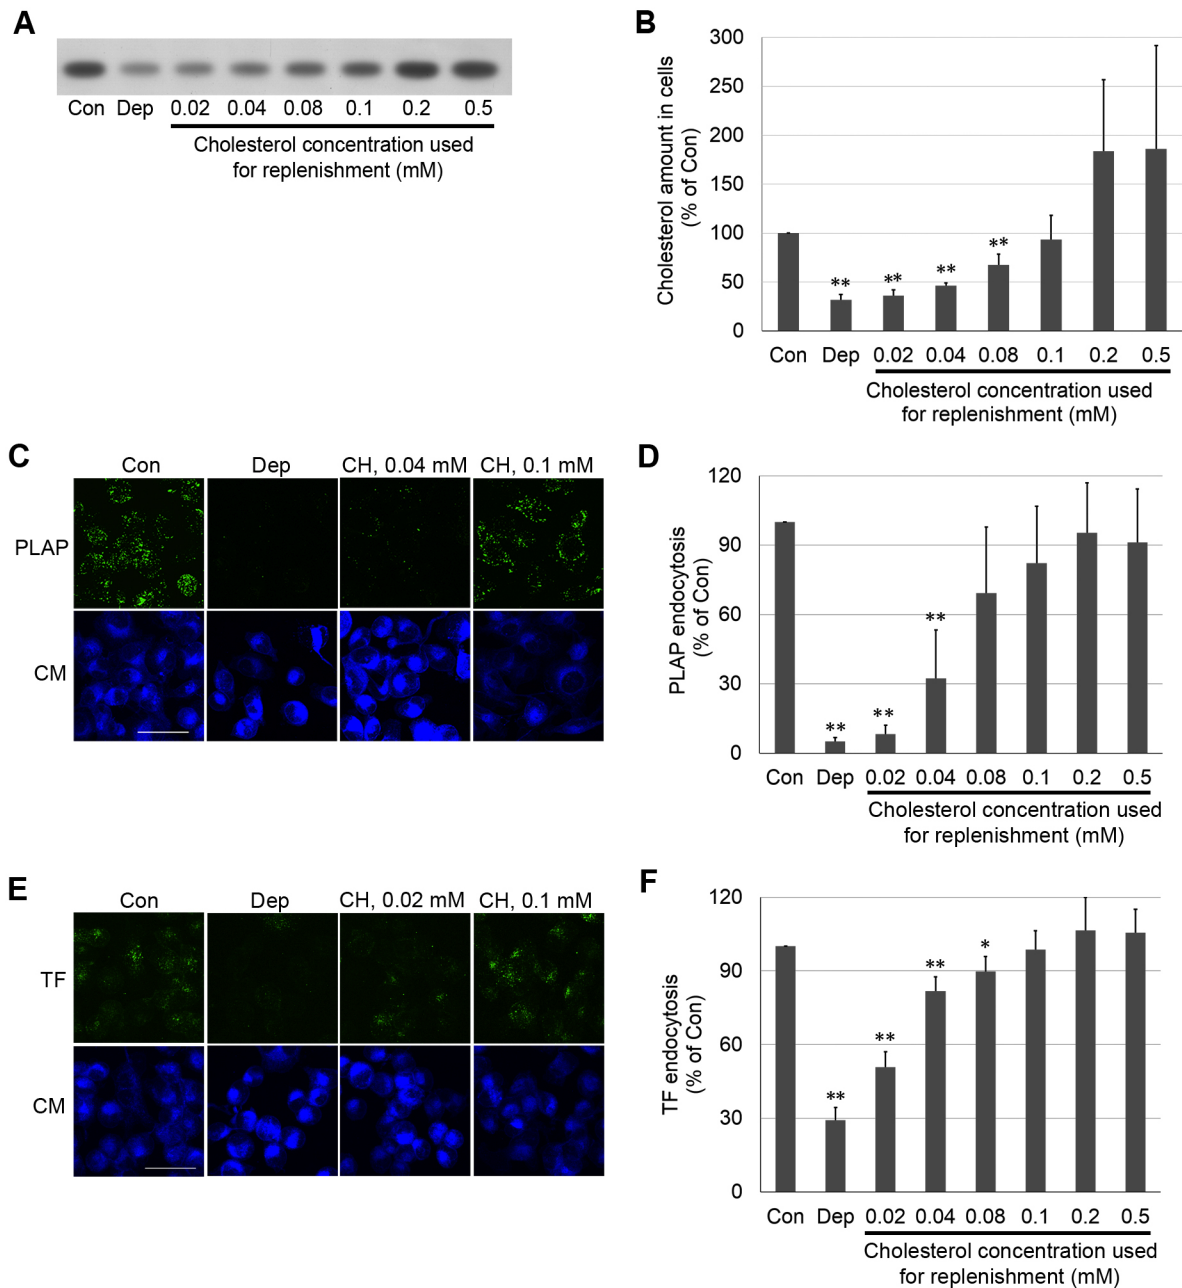 A
Con Dep 0.02 0.04 0.08 0.1 0.2 0.5
Cholesterol concentration used
for replenishment (mM)
B
Cholesterol amount in cells
(% of Con)
300
250
200
150
100
50
0
** ** ** **
Con Dep 0.02 0.04 0.08 0.1 0.2 0.5
Cholesterol concentration used
for replenishment (mM)
C
Con Dep CH, 0.04 mM CH, 0.1 mM
PLAP
CM
D
PLAP endocytosis
(% of Con)
120
90
60
30
0
** ** **
Con Dep 0.02 0.04 0.08 0.1 0.2 0.5
Cholesterol concentration used
for replenishment (mM)
E
Con Dep CH, 0.02 mM CH, 0.1 mM
TF
CM
F
TF endocytosis
(% of Con)
120
90
60
30
0
** ** ** *
Con Dep 0.02 0.04 0.08 0.1 0.2 0.5
Cholesterol concentration used
for replenishment (mM)